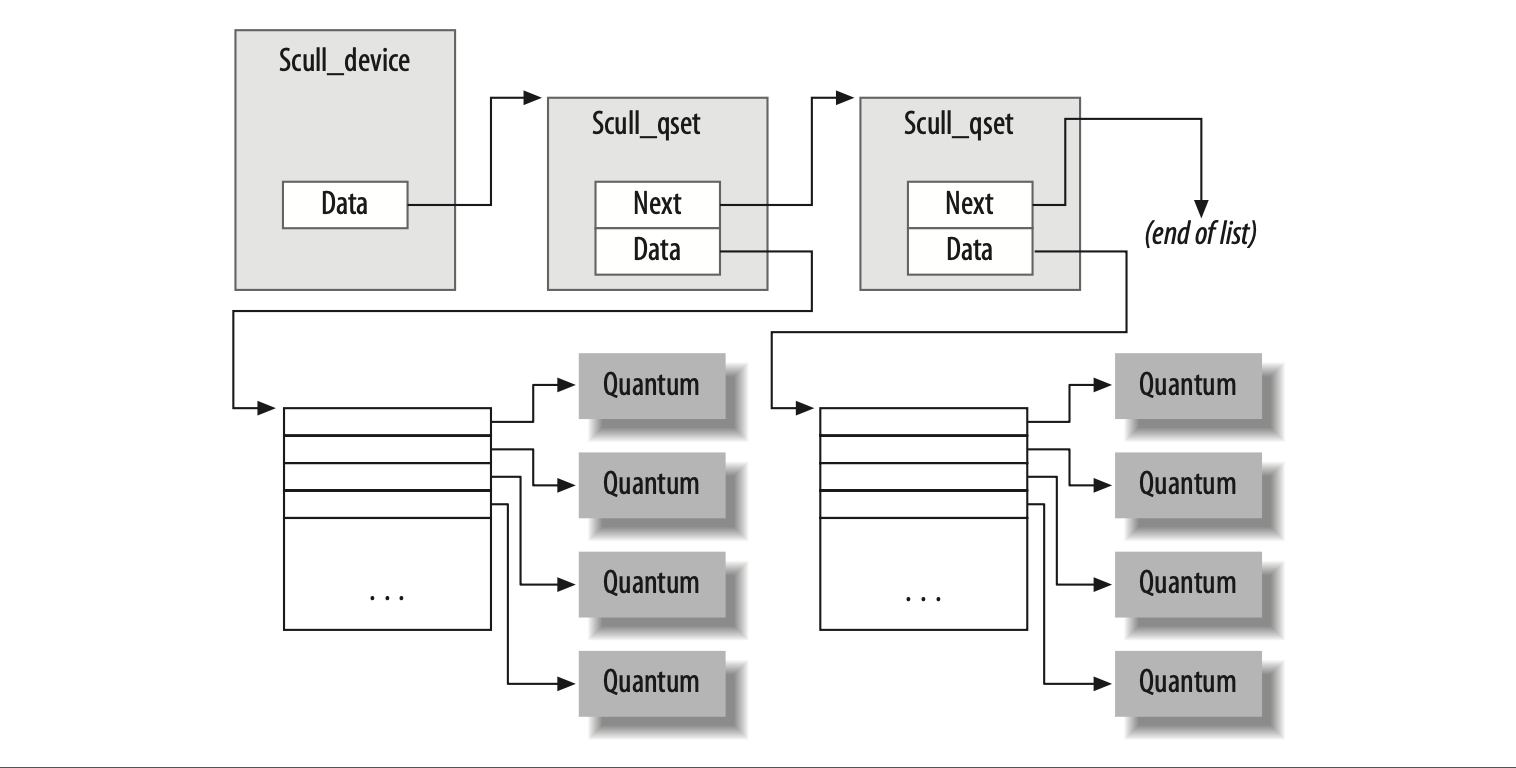 Scull_device
Scull_qset
Scull_qset
Data
Next
Data
Next
Data
(end of list)
Quantum
Quantum
Quantum
Quantum
. . .
Quantum
Quantum
Quantum
Quantum
. . .